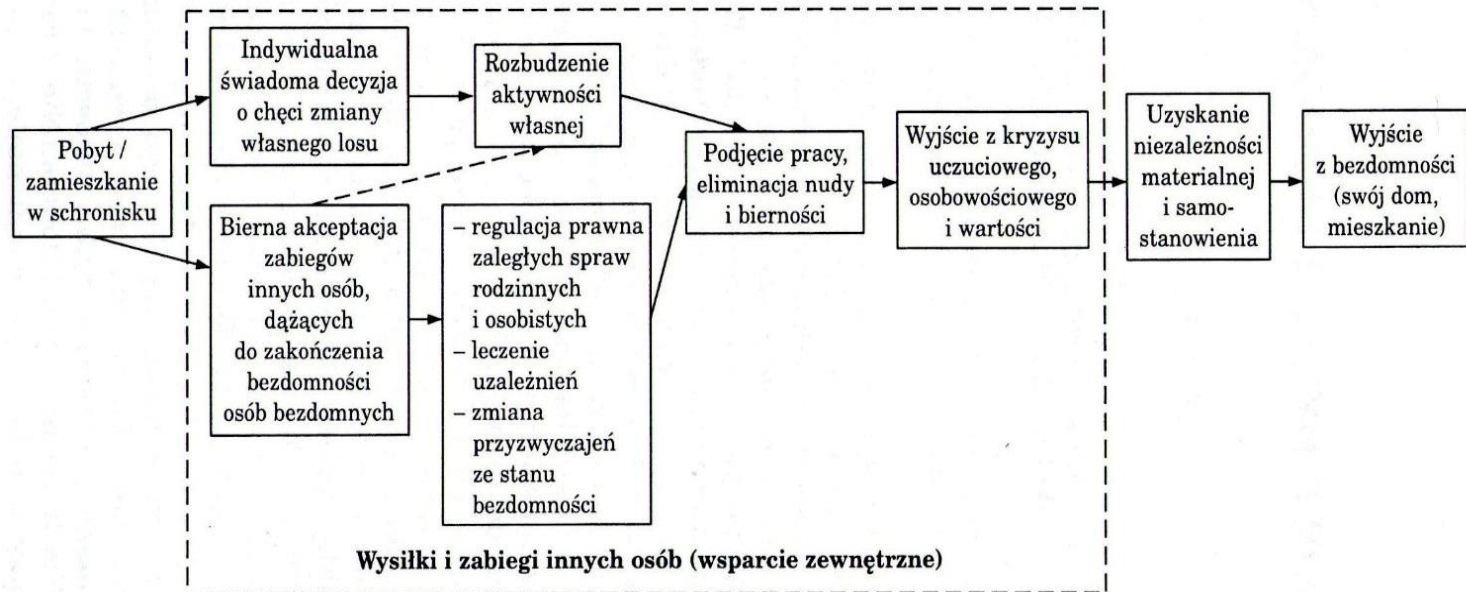 Pobyt /
zamieszkanie
w schronisku
Indywidualna
świadoma decyzja
o chęci zmiany
własnego losu
Rozbudzenie
aktywności
własnej
Bierna akceptacja
zabiegów
innych osób,
dążących
do zakończenia
bezdomności
osób bezdomnych
– regulacja prawna
zaległych spraw
rodzinnych
i osobistych
– leczenie
uzależnień
– zmiana
przyzwyczajeń
ze stanu
bezdomności
Podjęcie pracy,
eliminacja nudy
i bierności
Wyjście z kryzysu
uczuciowego,
osobowościowego
i wartości
Uzyskanie
niezależności
materialnej
i samo-
stanowienia
Wyjście
z bezdomności
(swój dom,
mieszkanie)
Wysiłki i zabiegi innych osób (wsparcie zewnętrzne)